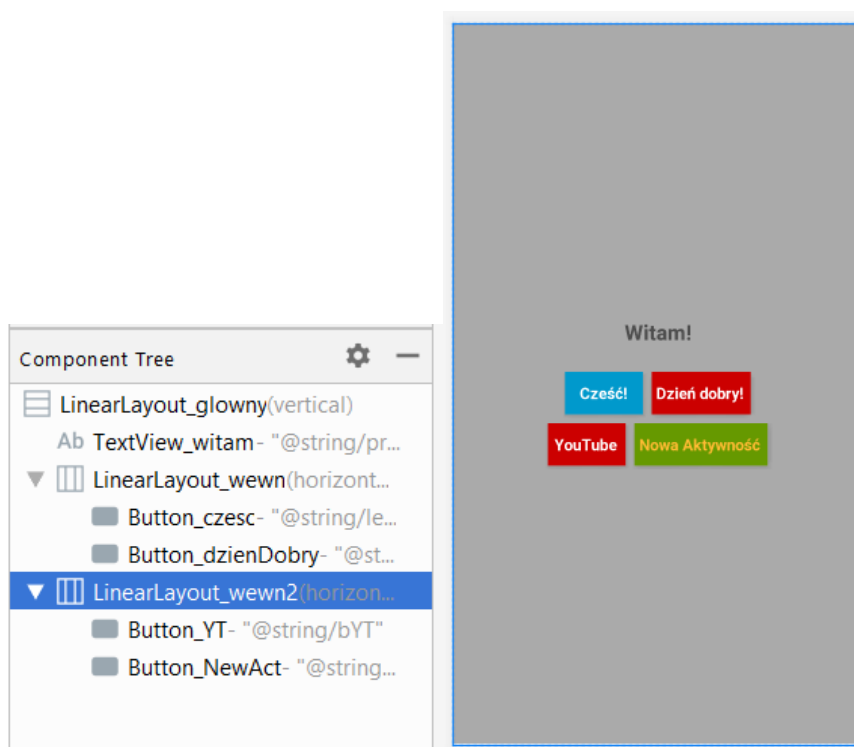 Component Tree
LinearLayout_glowny(vertical)
Ab TextView_witam- "@string/pr...
LinearLayout_wewn(horizont...
Button_czesc- "@string/le...
Button_dzienDobry- "@st...
LinearLayout_wewn2(horizon...
Button_YT- "@string/bYT"
Button_NewAct- "@string...
Witam!
Cześć! Dzień dobry!
YouTube Nowa Aktywność